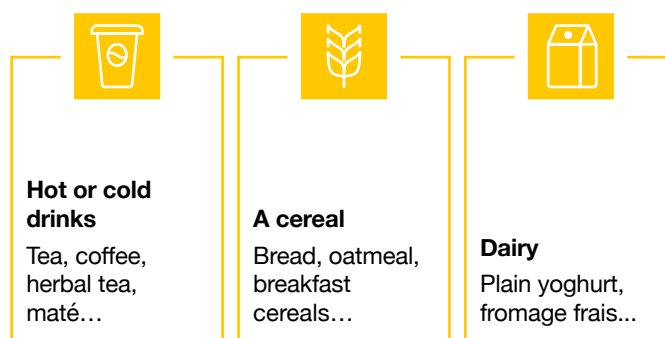 Hot or cold
drinks
Tea, coffee,
herbal tea,
maté…
A cereal
Bread, oatmeal,
breakfast
cereals…
Dairy
Plain yoghurt,
fromage frais...